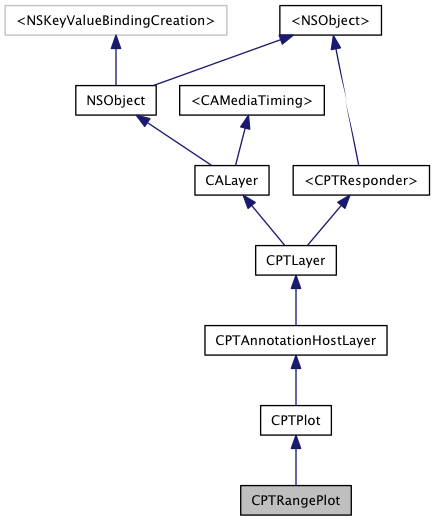 <NSKeyValueBindingCreation>
<NSObject>
NSObject
<CAMediaTiming>
CALayer
<CPTResponder>
CPTLayer
CPTAnnotationHostLayer
CPTPlot
CPTRangePlot